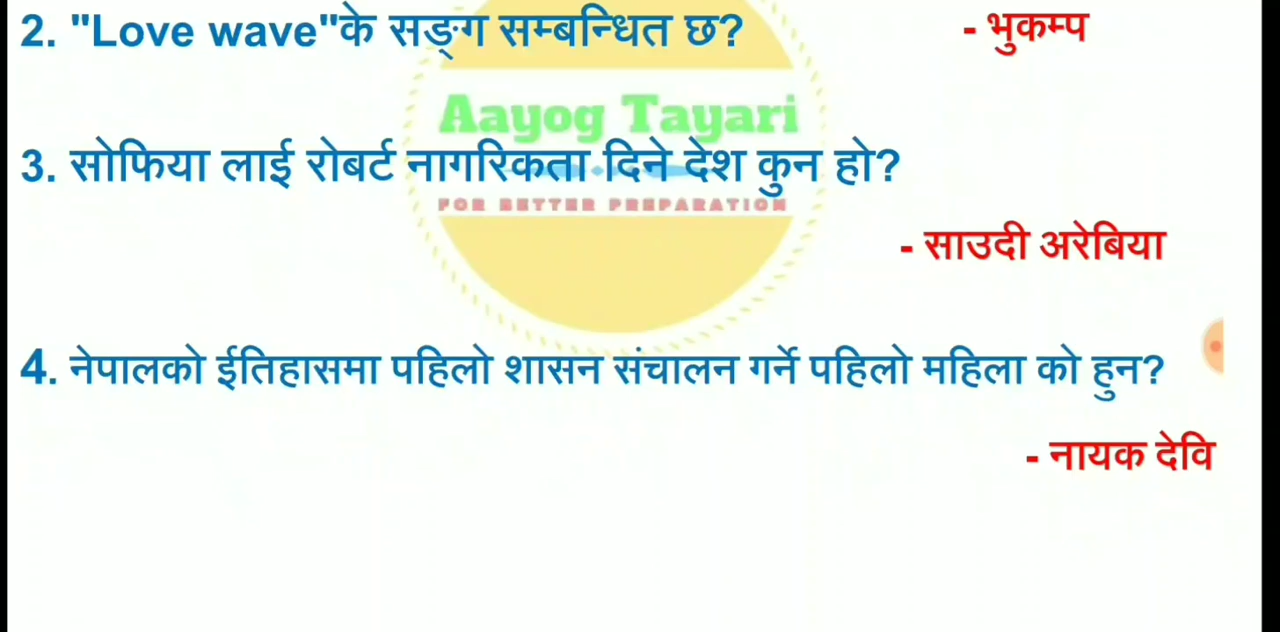 2. "Love wave"के सङ्ग सम्बन्धित छ?
- भुकम्प
Aayog Tayari
3. सोफिया लाई रोबर्ट नागरिकता दिने देश कुन हो?
FOR BETTER PREPARATION
- साउदी अरेबिया
4. नेपालको ईतिहासमा पहिलो शासन संचालन गर्ने पहिलो महिला को हुन?
- नायक देवि